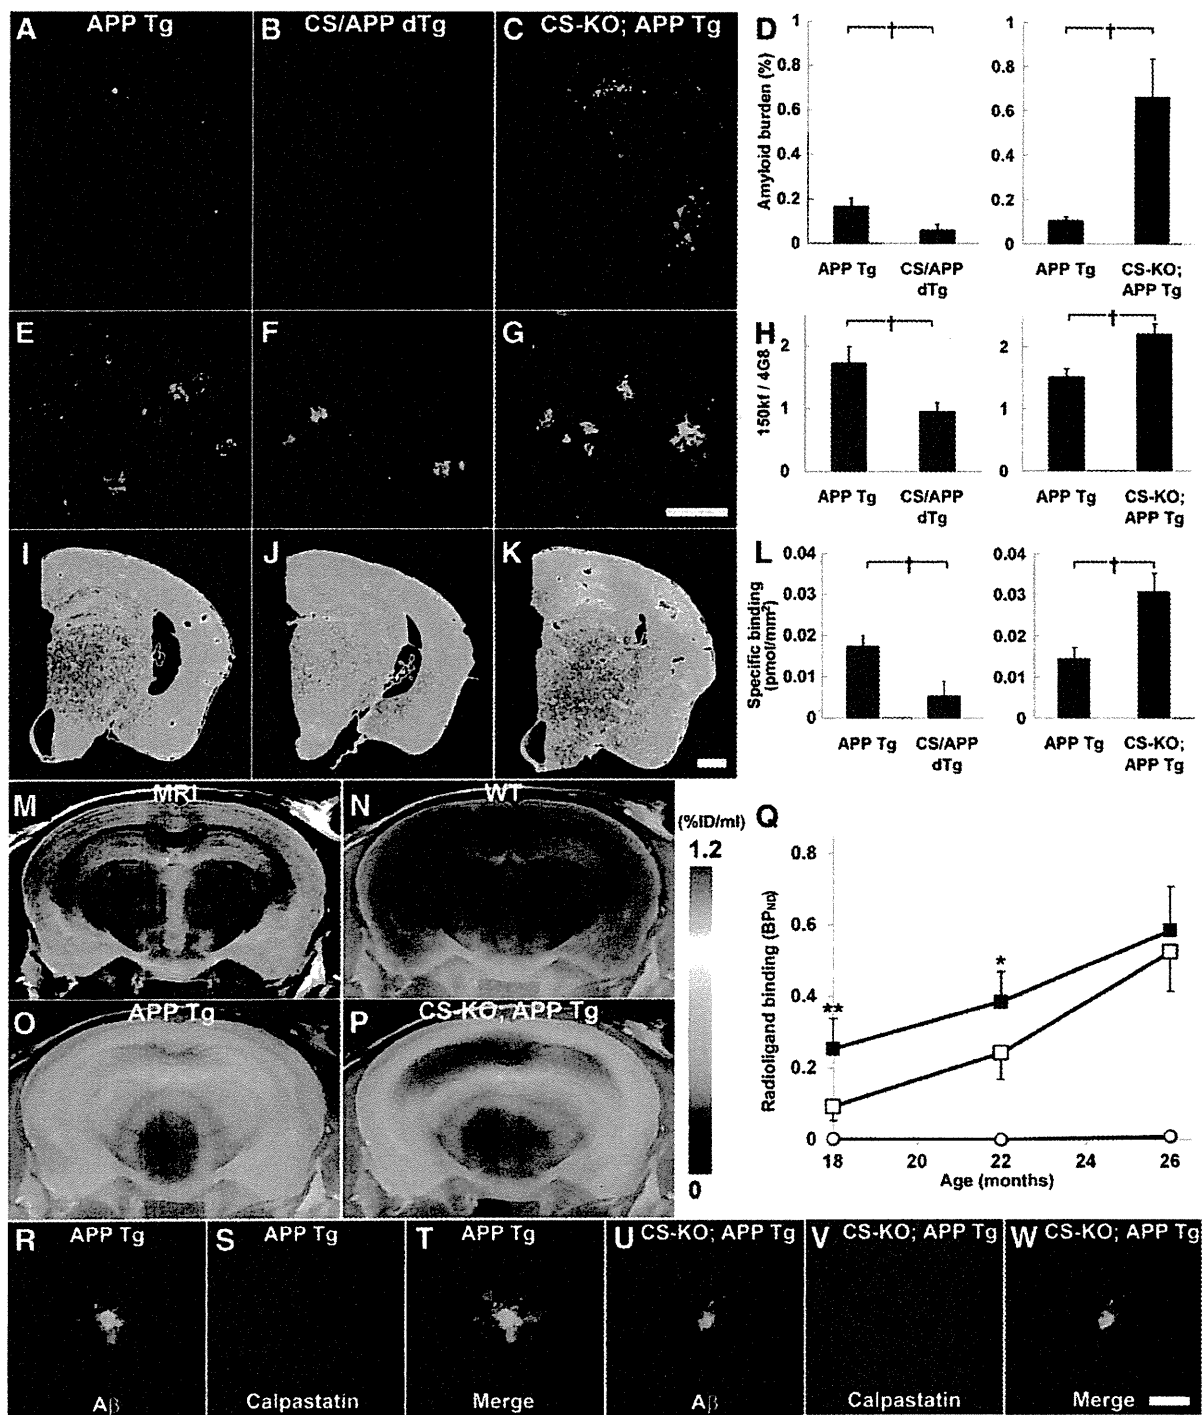 A APP Tg
B CS/APP dTg
C CS-KO; APP Tg
D
Amyloid burden (%)
1
0.8
0.6
0.4
0.2
0
APP Tg
CS/APP
dTg
†
1
0.8
0.6
0.4
0.2
0
APP Tg
CS-KO;
APP Tg
†
E
F
G
H
150kf / 4G8
2
1
0
APP Tg
CS/APP
dTg
†
2
1
0
APP Tg
CS-KO;
APP Tg
†
I
J
K
L
Specific binding
(pmol/mm²)
0.04
0.03
0.02
0.01
0
APP Tg
CS/APP
dTg
†
0.04
0.03
0.02
0.01
0
APP Tg
CS-KO;
APP Tg
†
M MRI
N WT
O APP Tg
P CS-KO; APP Tg
(%ID/ml)
1.2
0
Q
Radioligand binding (BPND)
0.8
0.6
0.4
0.2
0
**
*
18 20 22 24 26
Age (months)
R APP Tg
Aβ
S APP Tg
Calpastatin
T APP Tg
Merge
U CS-KO; APP Tg
Aβ
V CS-KO; APP Tg
Calpastatin
W CS-KO; APP Tg
Merge